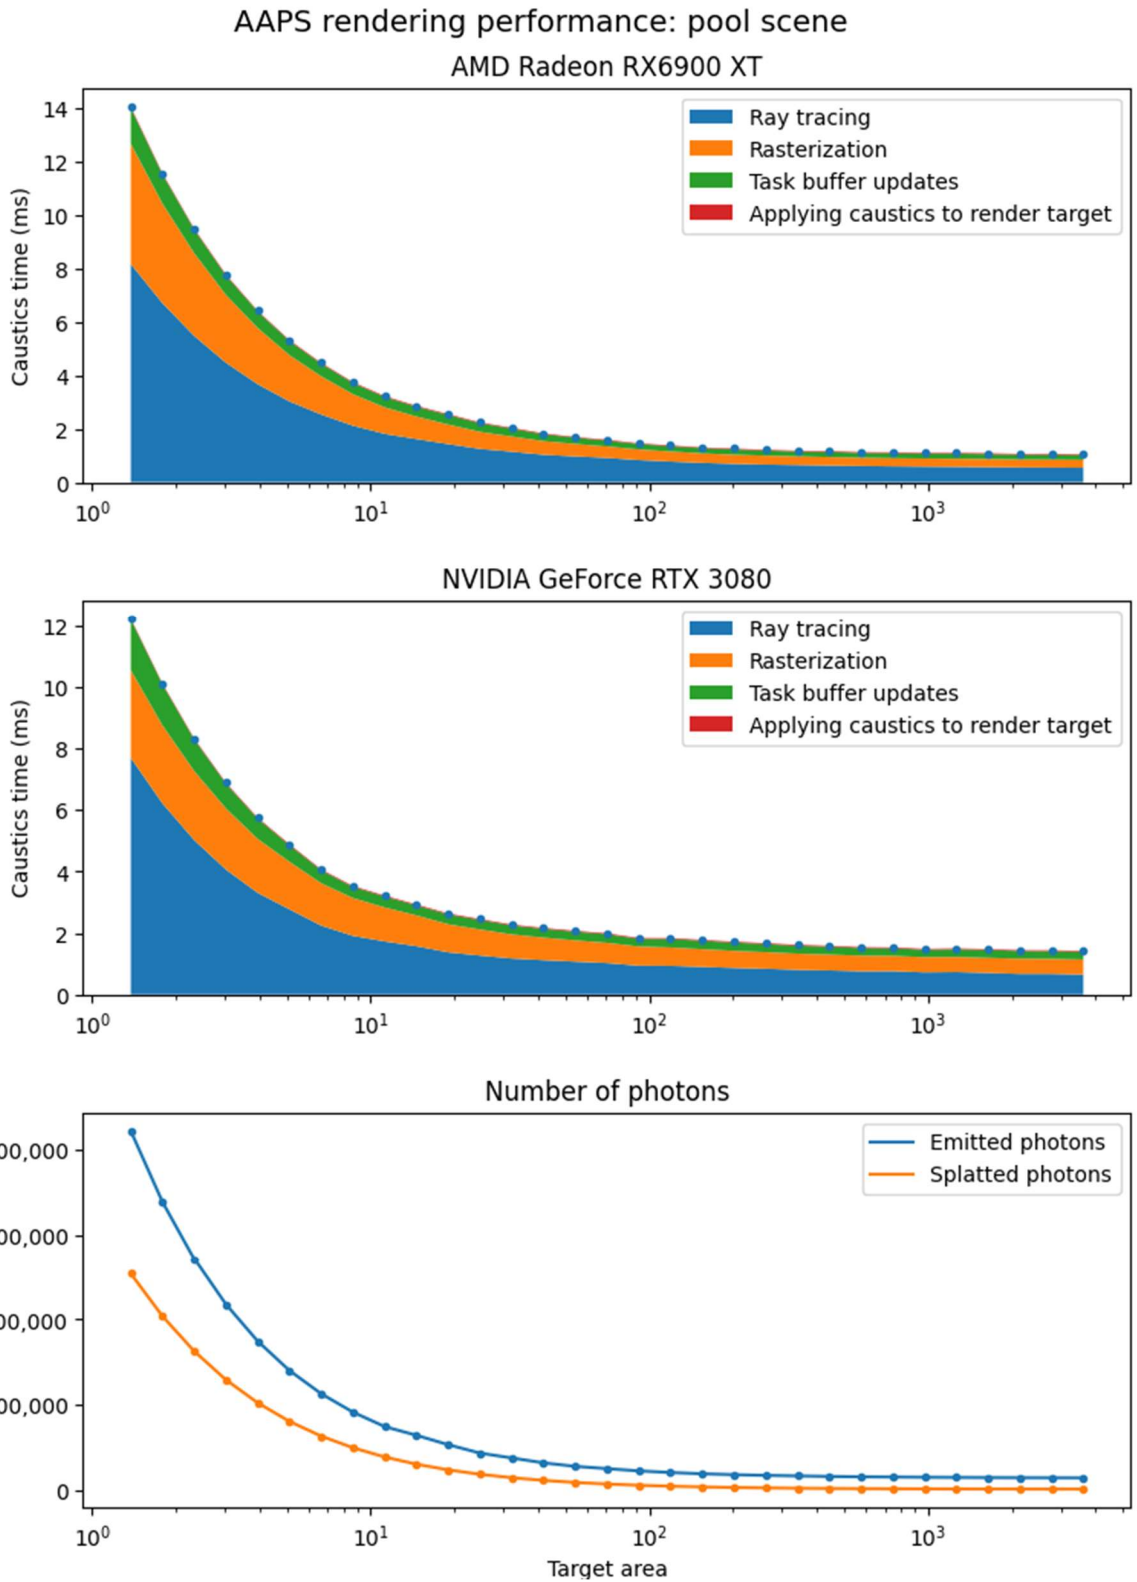 AAPS rendering performance: pool scene
AMD Radeon RX6900 XT
Caustics time (ms)
14
12
10
8
6
4
2
0
Ray tracing
Rasterization
Task buffer updates
Applying caustics to render target
10⁰ 10¹ 10² 10³
NVIDIA GeForce RTX 3080
Caustics time (ms)
12
10
8
6
4
2
0
Ray tracing
Rasterization
Task buffer updates
Applying caustics to render target
10⁰ 10¹ 10² 10³
Number of photons
00,000
00,000
00,000
00,000
0
Emitted photons
Splatted photons
10⁰ 10¹ 10² 10³
Target area